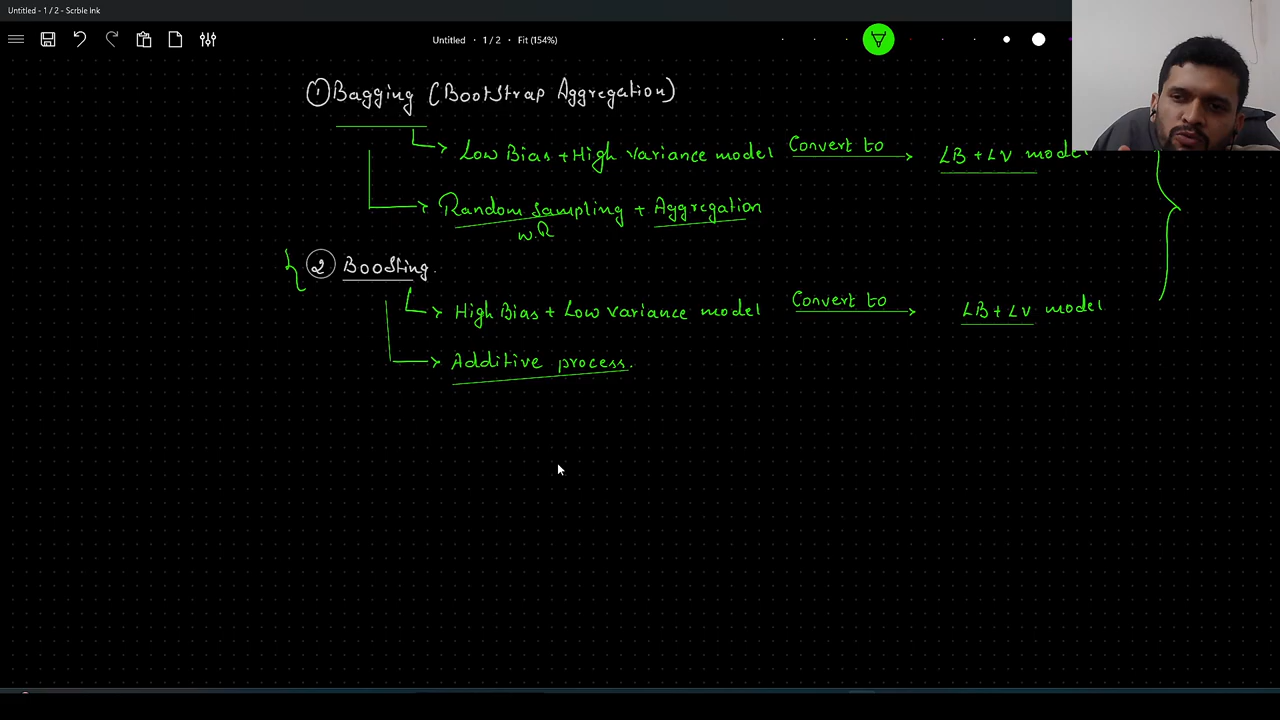 Untitled - 1 / 2 - Scrble Ink
Untitled • 1 / 2 • Fit (154%)
① Bagging (Bootstrap Aggregation)
Low Bias + High variance model Convert to LB + LV model
Random sampling + Aggregation
W.R
② Boosting.
High Bias + Low variance model Convert to LB + LV model
Additive process.